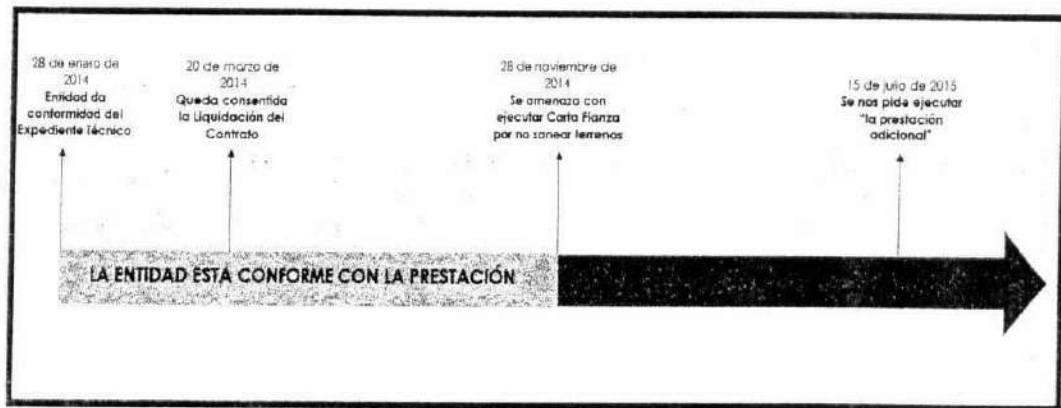 28 de enero de
2014
Entidad da
conformidad del
Expediente Técnico
20 de marzo de
2014
Queda consentida
la Liquidación del
Contrato
28 de noviembre de
2014
Se amenaza con
ejecutar Carta Fianza
por no sanear terrenos
15 de julio de 2015
Se nos pide ejecutar
"la prestación
adicional"
LA ENTIDAD ESTÁ CONFORME CON LA PRESTACIÓN